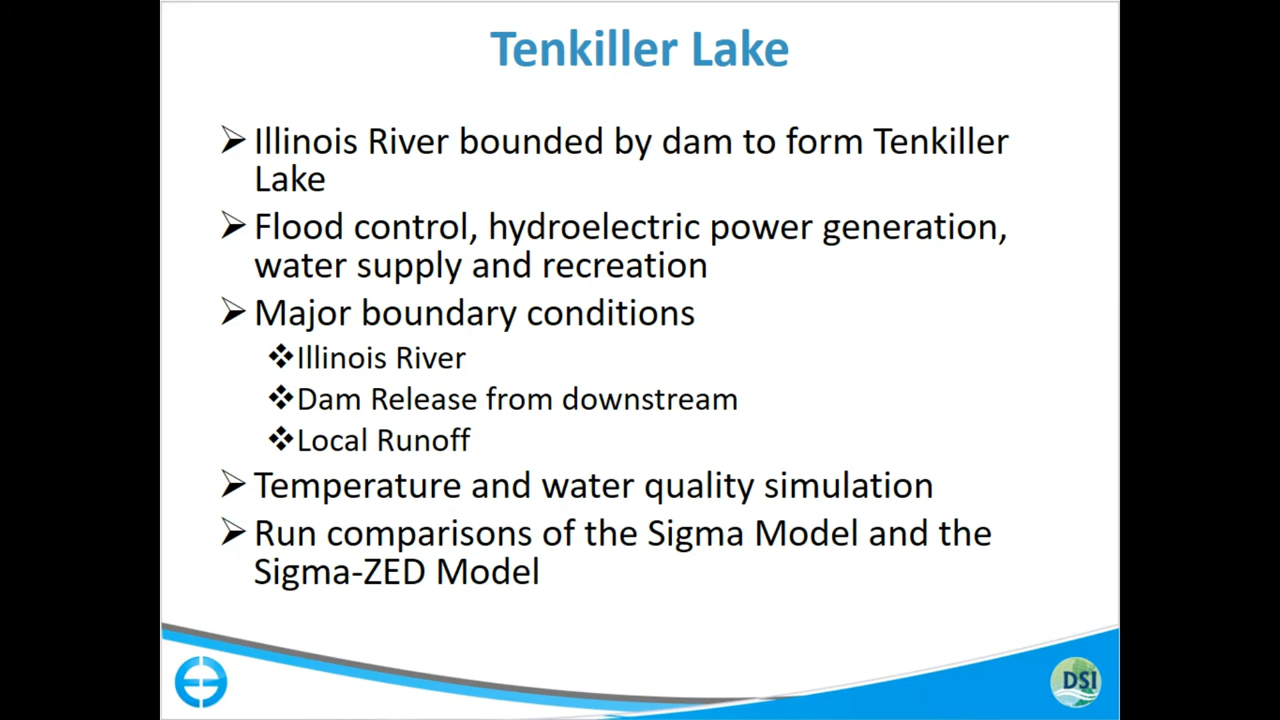 Tenkiller Lake
Illinois River bounded by dam to form Tenkiller
Lake
Flood control, hydroelectric power generation,
water supply and recreation
Major boundary conditions
Illinois River
Dam Release from downstream
Local Runoff
Temperature and water quality simulation
Run comparisons of the Sigma Model and the
Sigma-ZED Model
DSI